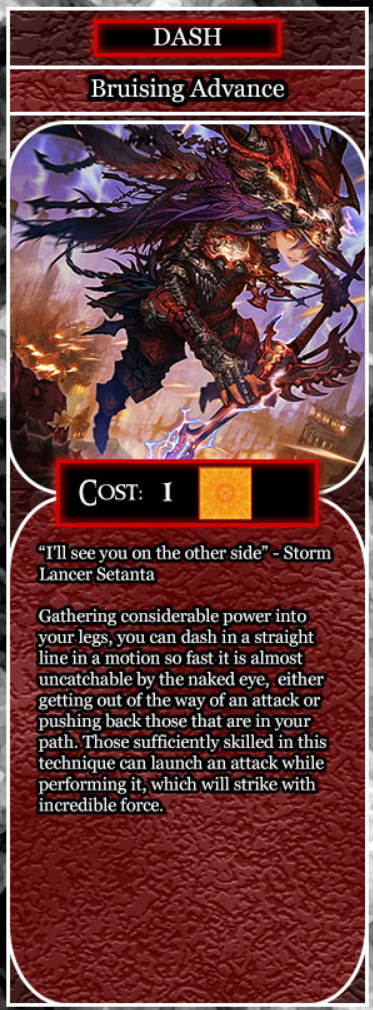 DASH
Bruising Advance
COST: 1
“I'll see you on the other side” - Storm
Lancer Setanta
Gathering considerable power into
your legs, you can dash in a straight
line in a motion so fast it is almost
uncatchable by the naked eye,  either
getting out of the way of an attack or
pushing back those that are in your
path. Those sufficiently skilled in this
technique can launch an attack while
performing it, which will strike with
incredible force.